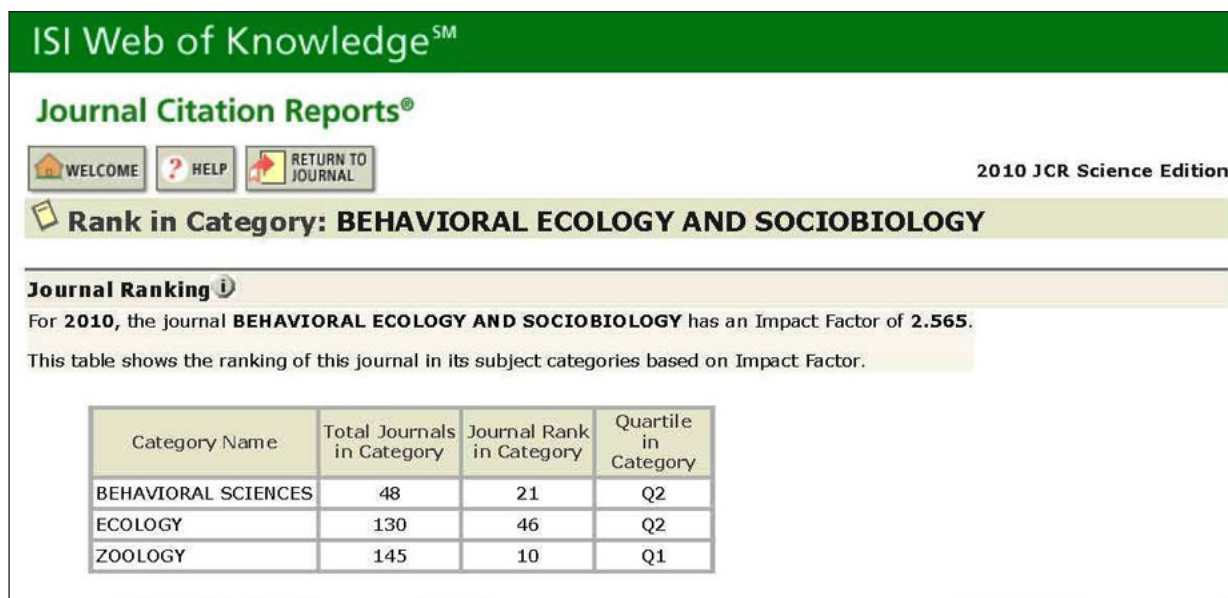 ISI Web of Knowledge℠
Journal Citation Reports®
WELCOME
? HELP
RETURN TO
JOURNAL
2010 JCR Science Edition
Rank in Category: BEHAVIORAL ECOLOGY AND SOCIOBIOLOGY
Journal Ranking i
For 2010, the journal BEHAVIORAL ECOLOGY AND SOCIOBIOLOGY has an Impact Factor of 2.565.
This table shows the ranking of this journal in its subject categories based on Impact Factor.
Category Name
Total Journals
in Category
Journal Rank
in Category
Quartile
in
Category
BEHAVIORAL SCIENCES 48 21 Q2
ECOLOGY 130 46 Q2
ZOOLOGY 145 10 Q1